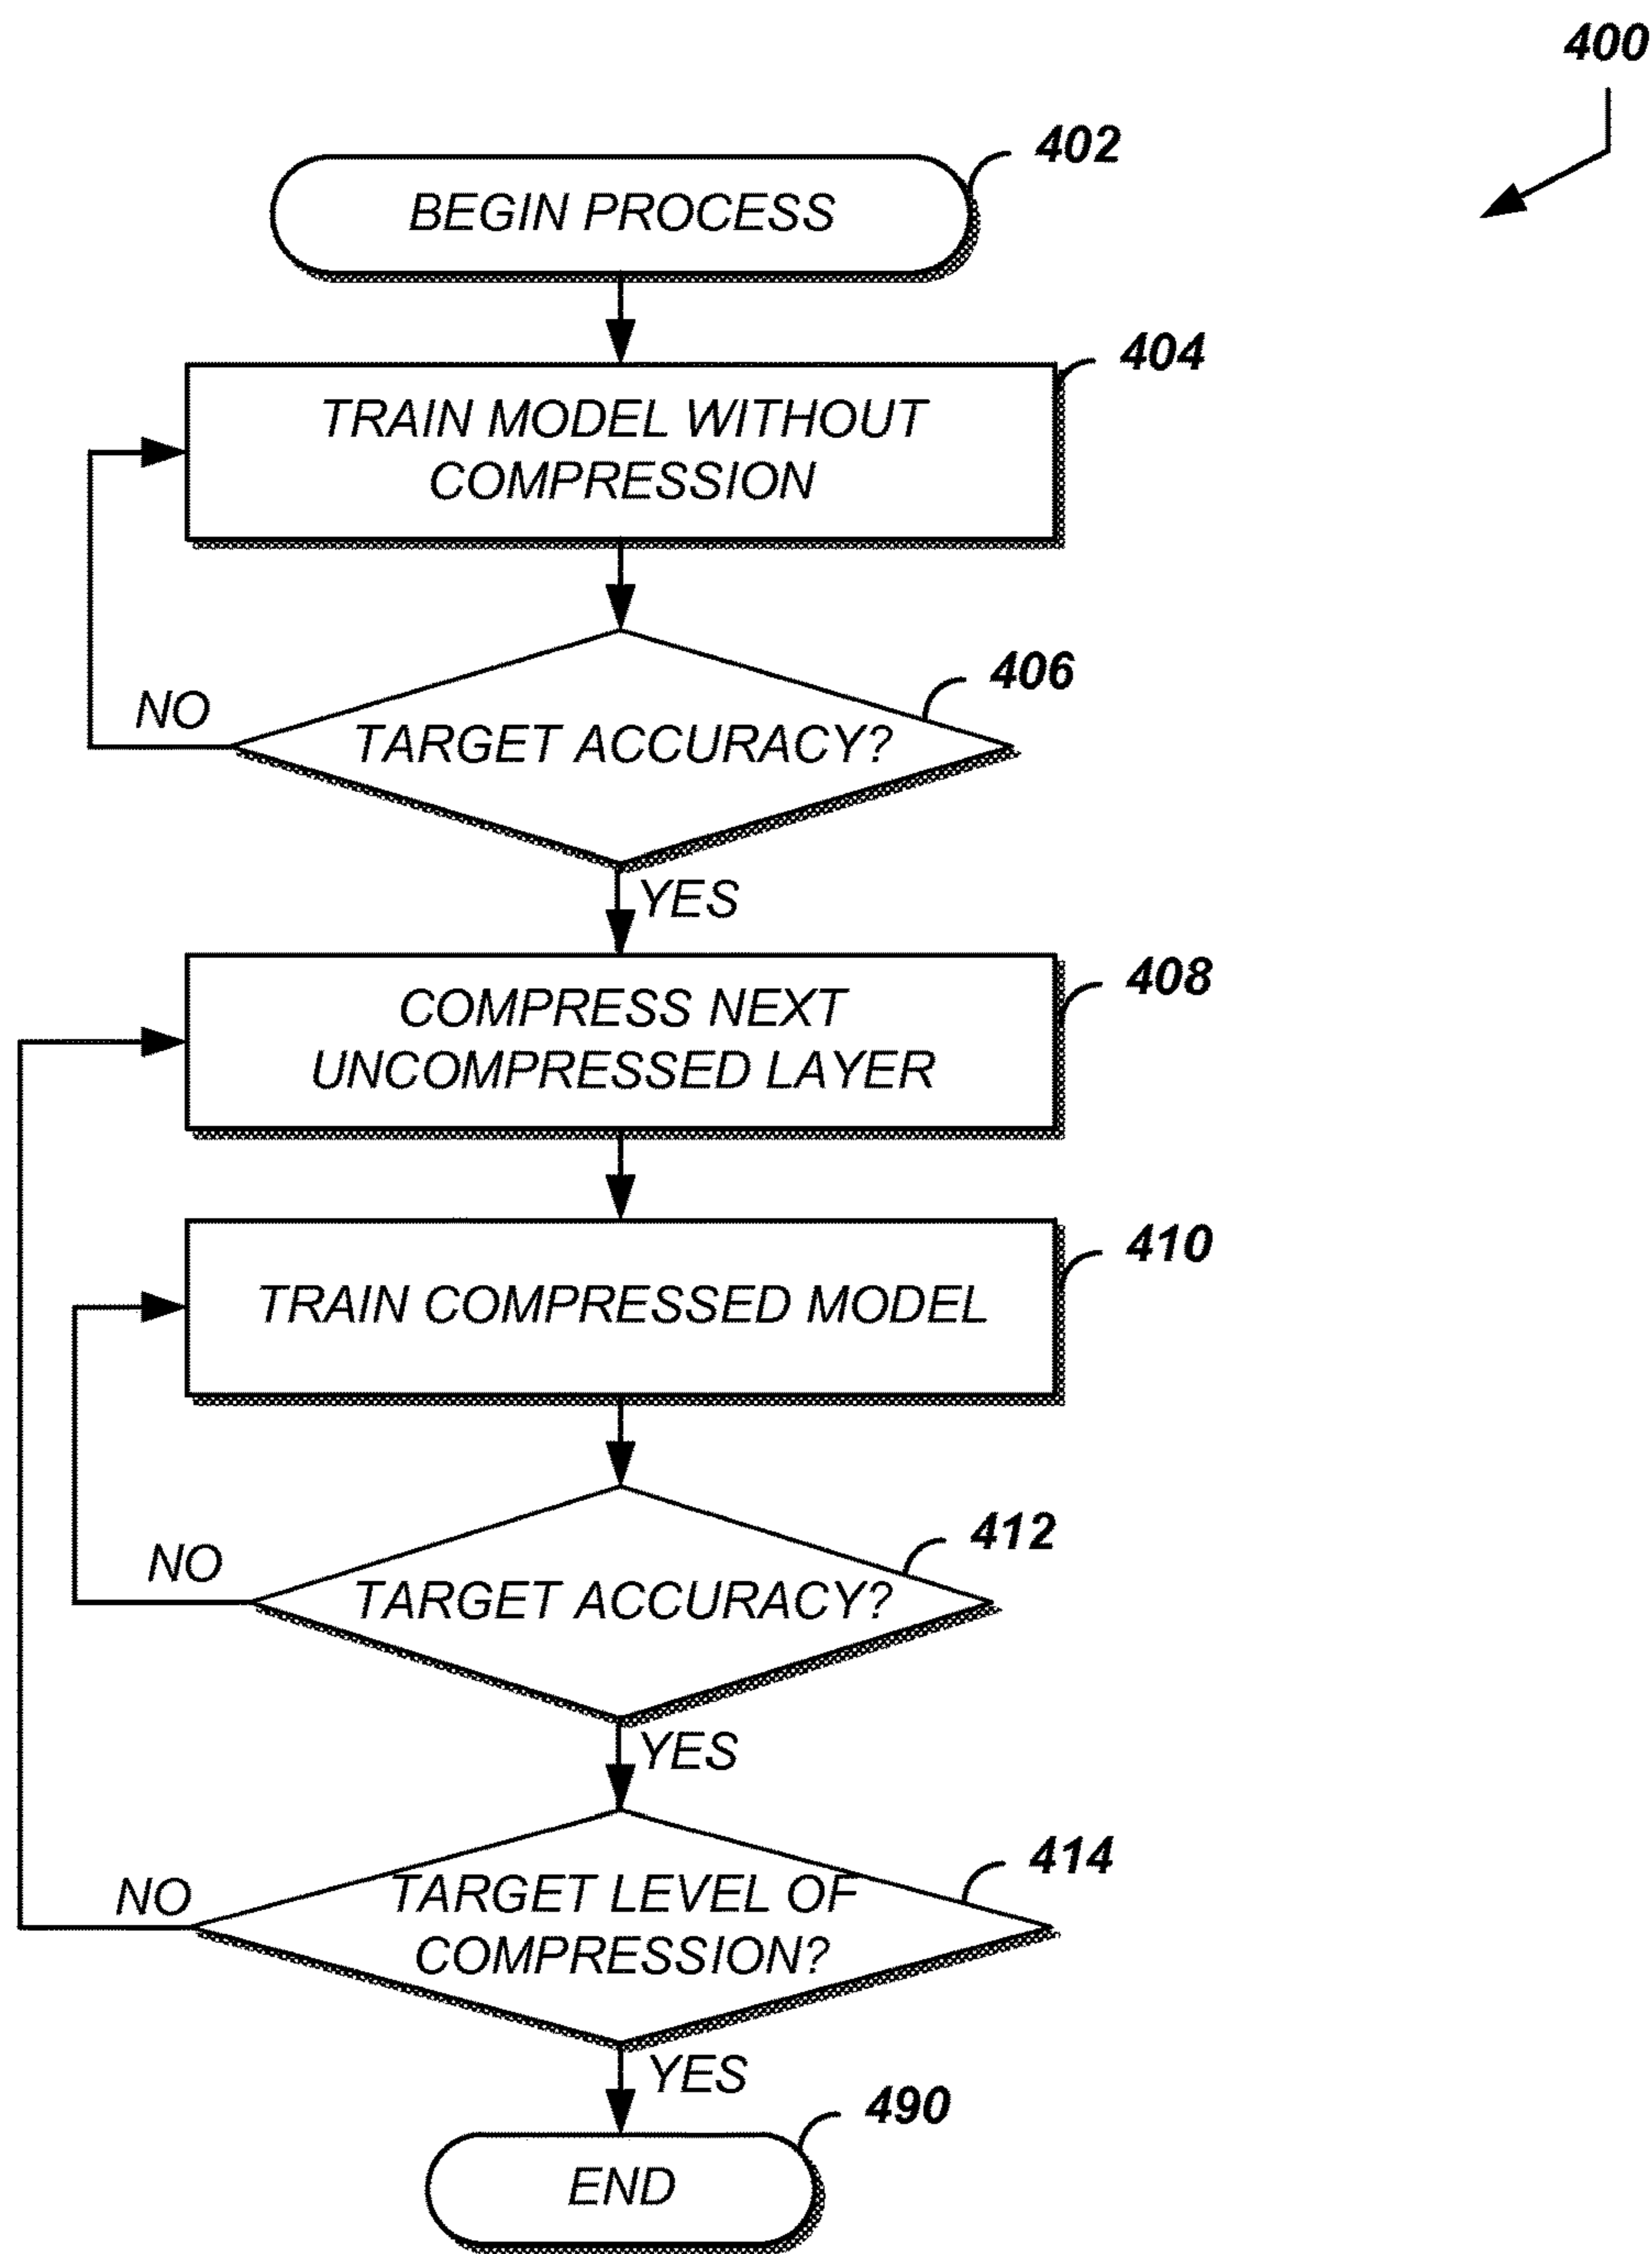 400
402
BEGIN PROCESS
404
TRAIN MODEL WITHOUT
COMPRESSION
406
NO
TARGET ACCURACY?
YES
408
COMPRESS NEXT
UNCOMPRESSED LAYER
410
TRAIN COMPRESSED MODEL
412
NO
TARGET ACCURACY?
YES
414
NO
TARGET LEVEL OF
COMPRESSION?
YES
490
END